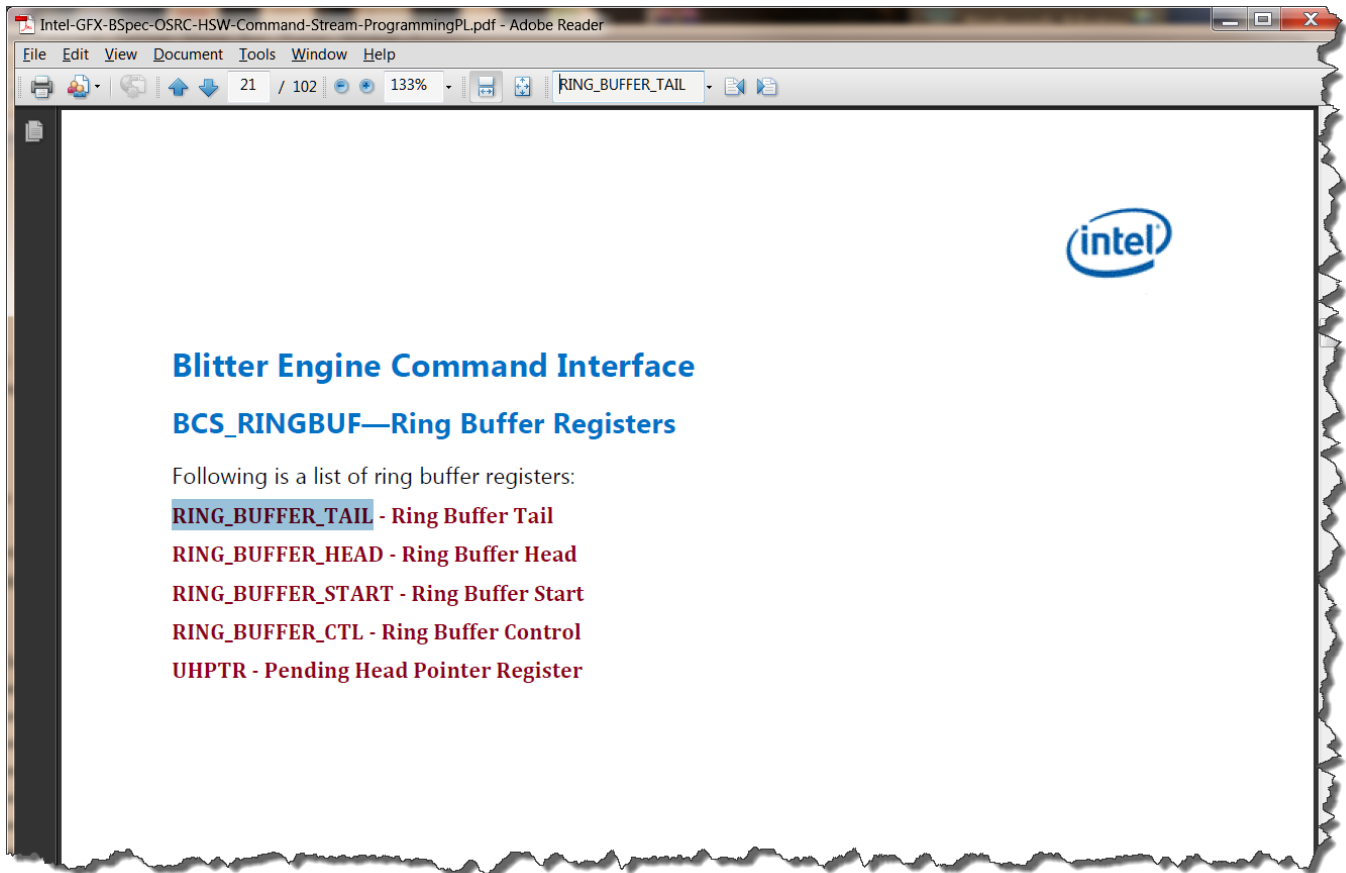 Intel-GFX-BSpec-OSRC-HSW-Command-Stream-ProgrammingPL.pdf - Adobe Reader
File Edit View Document Tools Window Help
21 / 102 133% RING_BUFFER_TAIL
intel
Blitter Engine Command Interface
BCS_RINGBUF—Ring Buffer Registers
Following is a list of ring buffer registers:
RING_BUFFER_TAIL - Ring Buffer Tail
RING_BUFFER_HEAD - Ring Buffer Head
RING_BUFFER_START - Ring Buffer Start
RING_BUFFER_CTL - Ring Buffer Control
UHPTR - Pending Head Pointer Register